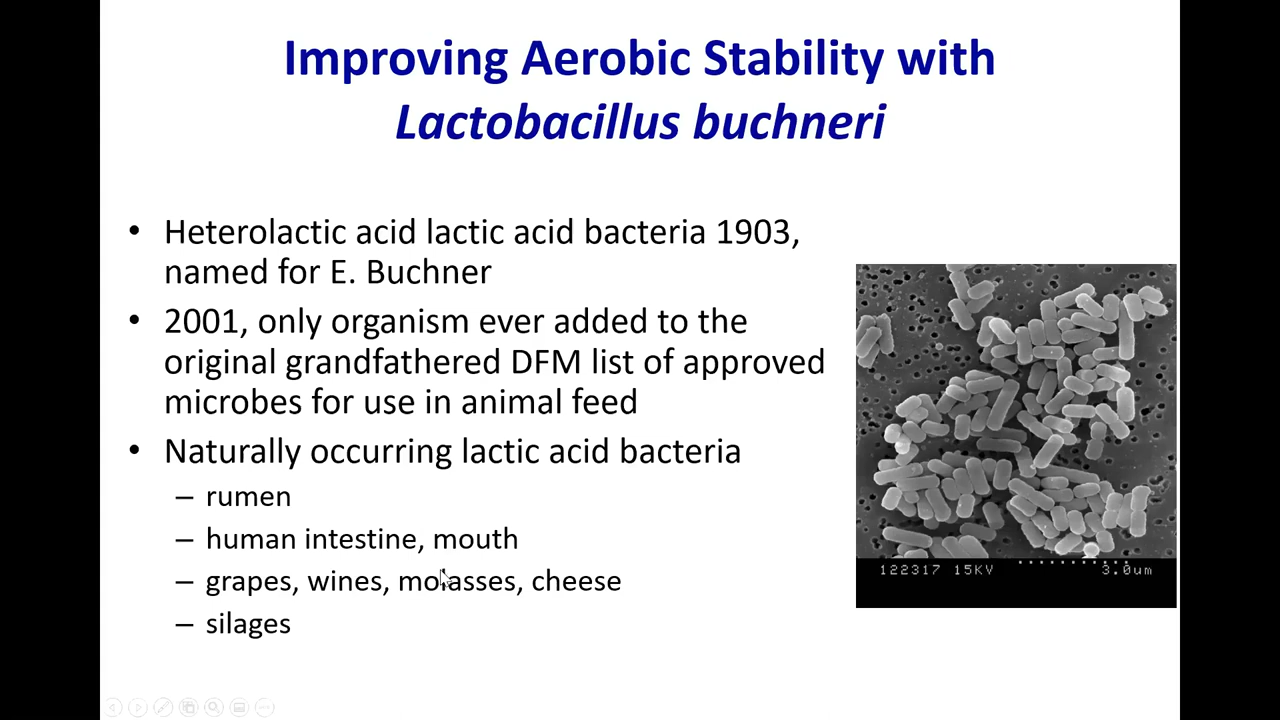 Improving Aerobic Stability with
Lactobacillus buchneri
• Heterolactic acid lactic acid bacteria 1903,
named for E. Buchner
• 2001, only organism ever added to the
original grandfathered DFM list of approved
microbes for use in animal feed
• Naturally occurring lactic acid bacteria
– rumen
– human intestine, mouth
– grapes, wines, molasses, cheese
– silages
122317 15KV 3.0um